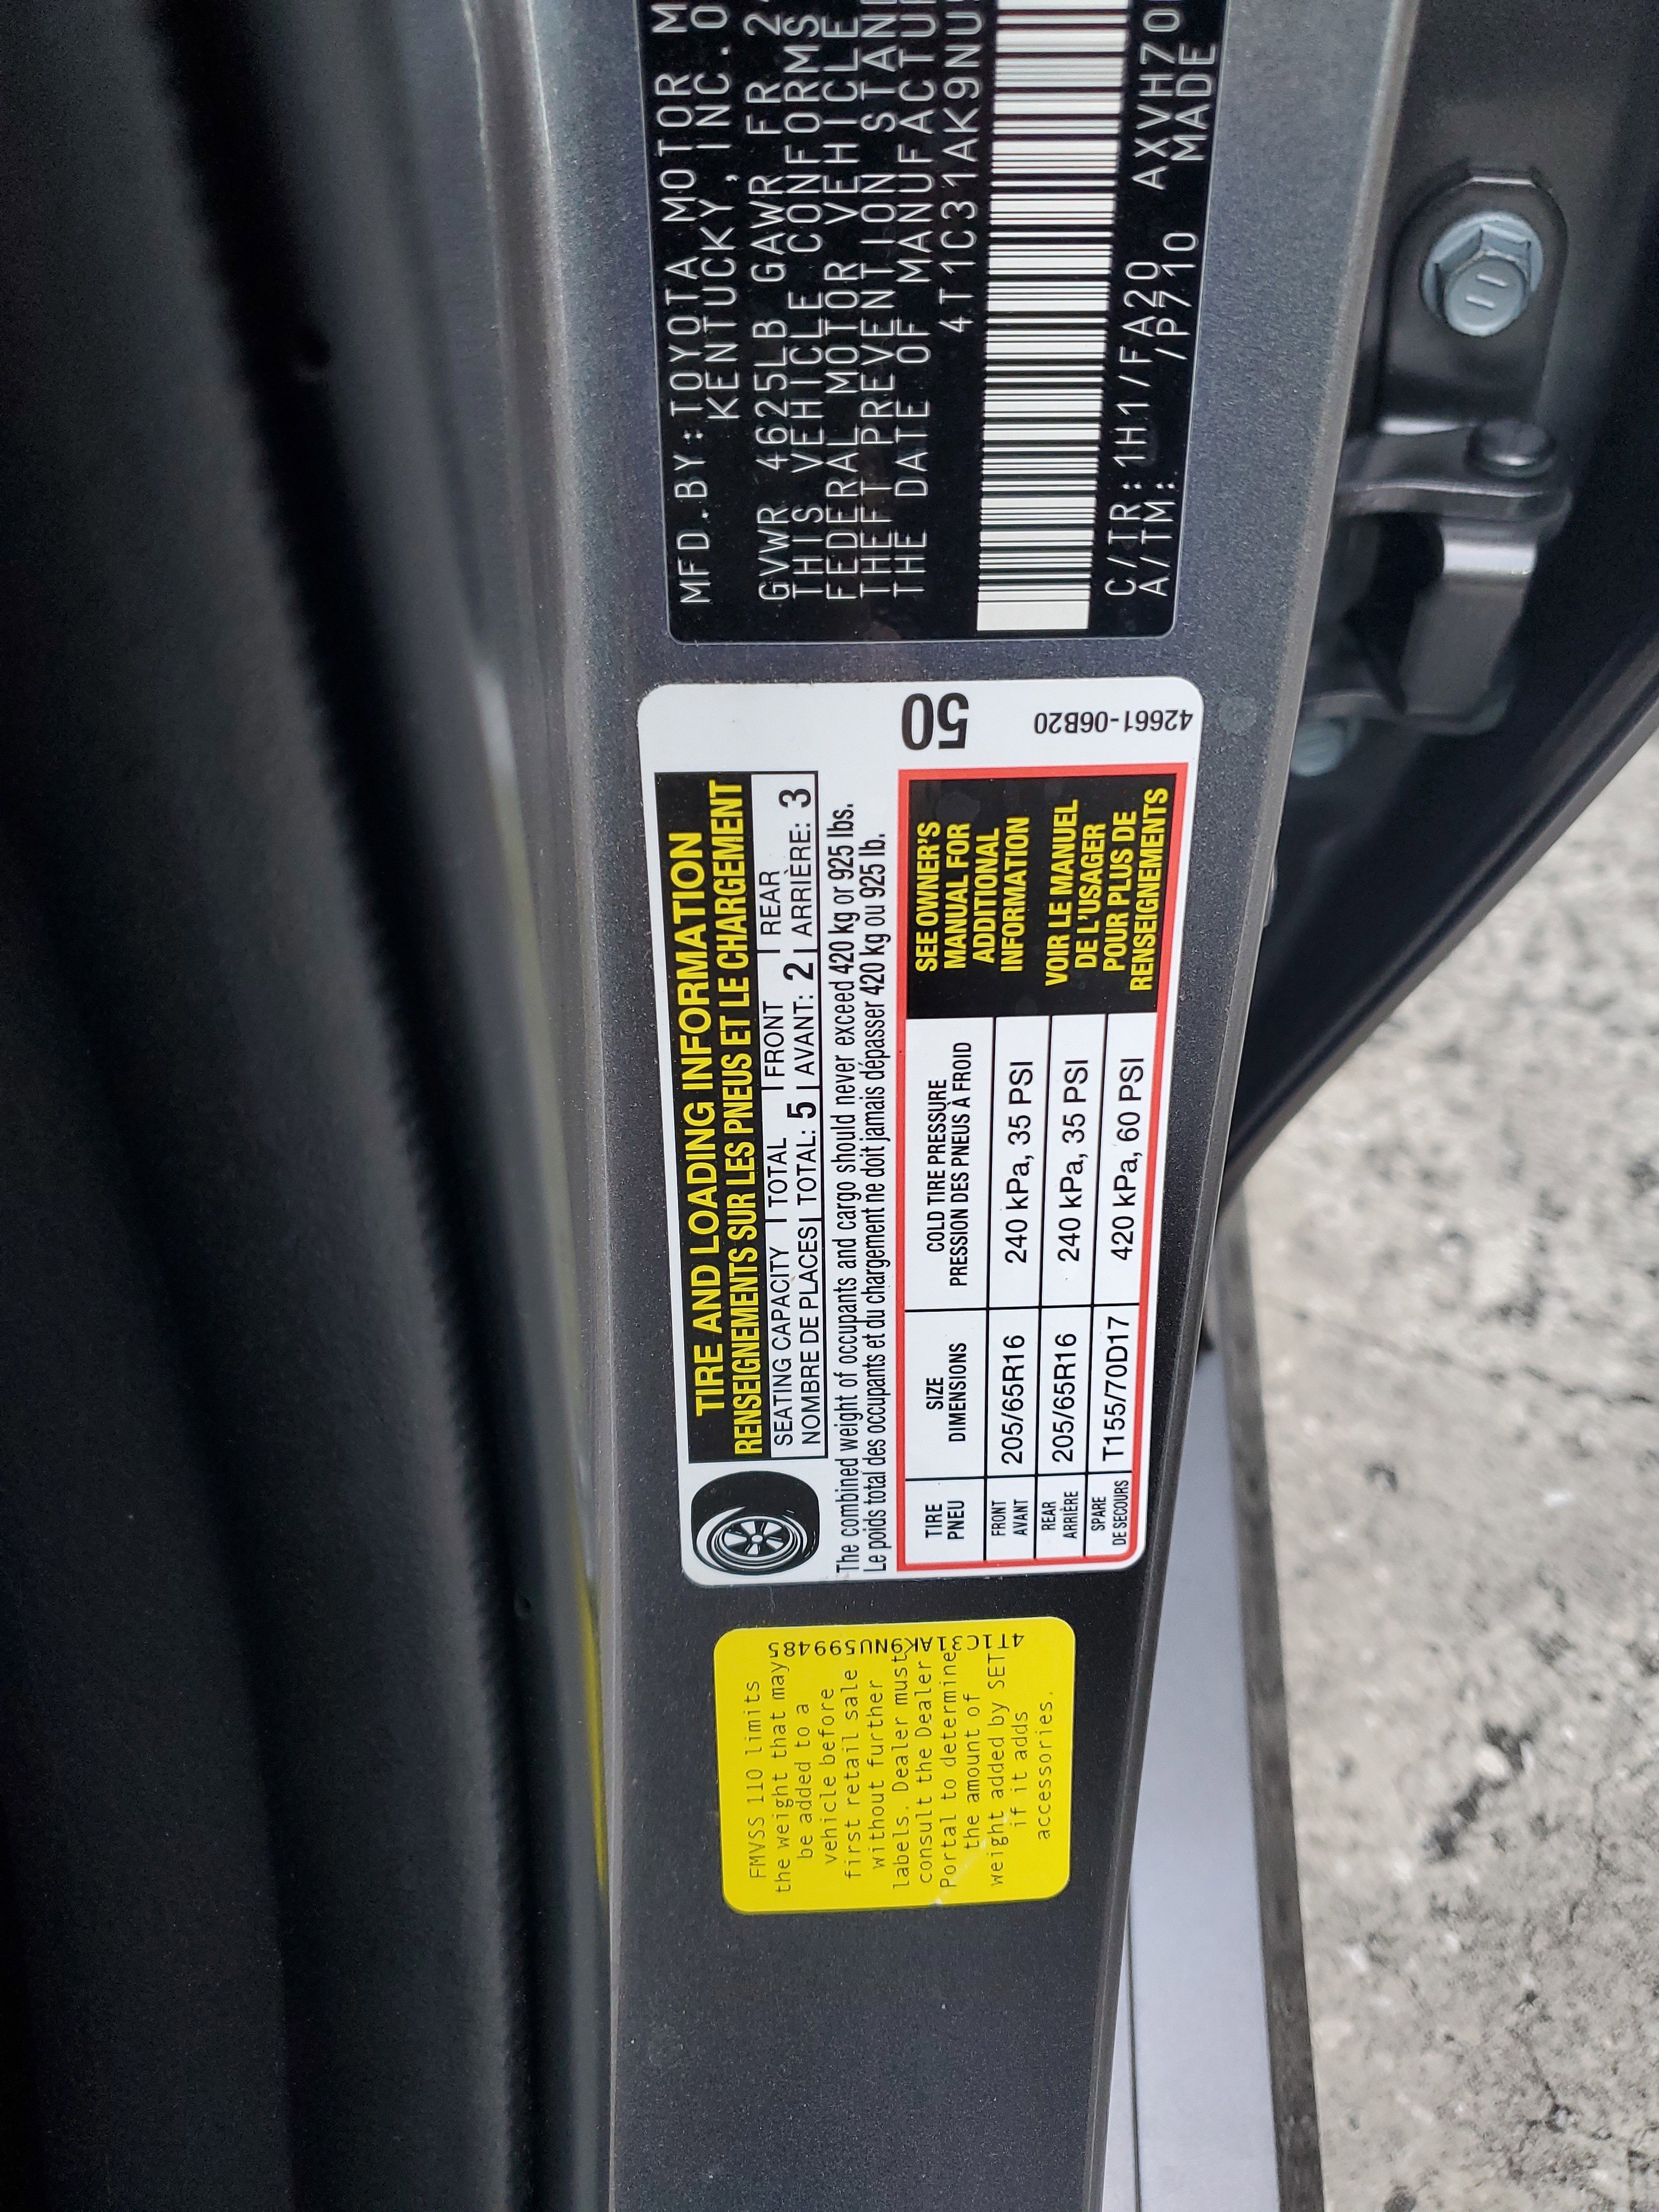 FMVSS 110 limits
the weight that may
be added to a
vehicle before
first retail sale
without further
labels. Dealer must
consult the Dealer
Portal to determine
the amount of
weight added by SET
if it adds
accessories.
4T1C31AK9NU599485
TIRE AND LOADING INFORMATION
RENSEIGNEMENTS SUR LES PNEUS ET LE CHARGEMENT
SEATING CAPACITY | TOTAL | FRONT | REAR
NOMBRE DE PLACES | TOTAL: 5 | AVANT: 2 | ARRIÈRE: 3
The combined weight of occupants and cargo should never exceed 420 kg or 925 lbs.
Le poids total des occupants et du chargement ne doit jamais dépasser 420 kg ou 925 lb.
TIRE SIZE COLD TIRE PRESSURE
PNEU DIMENSIONS PRESSION DES PNEUS À FROID
FRONT
AVANT 205/65R16 240 kPa, 35 PSI
REAR
ARRIÈRE 205/65R16 240 kPa, 35 PSI
SPARE
DE SECOURS T155/70D17 420 kPa, 60 PSI
SEE OWNER'S
MANUAL FOR
ADDITIONAL
INFORMATION
VOIR LE MANUEL
DE L'USAGER
POUR PLUS DE
RENSEIGNEMENTS
50
42661-06B20
MFD.BY:TOYOTA MOTOR M
KENTUCKY, INC.
GVWR 4625LB GAWR FR 2
THIS VEHICLE CONFORMS
FEDERAL MOTOR VEHICLE
THEFT PREVENTION STAN
THE DATE OF MANUFACTU
4T1C31AK9NU
C/TR:1H1/FA20 AXVH70
A/TM: /P710 MADE